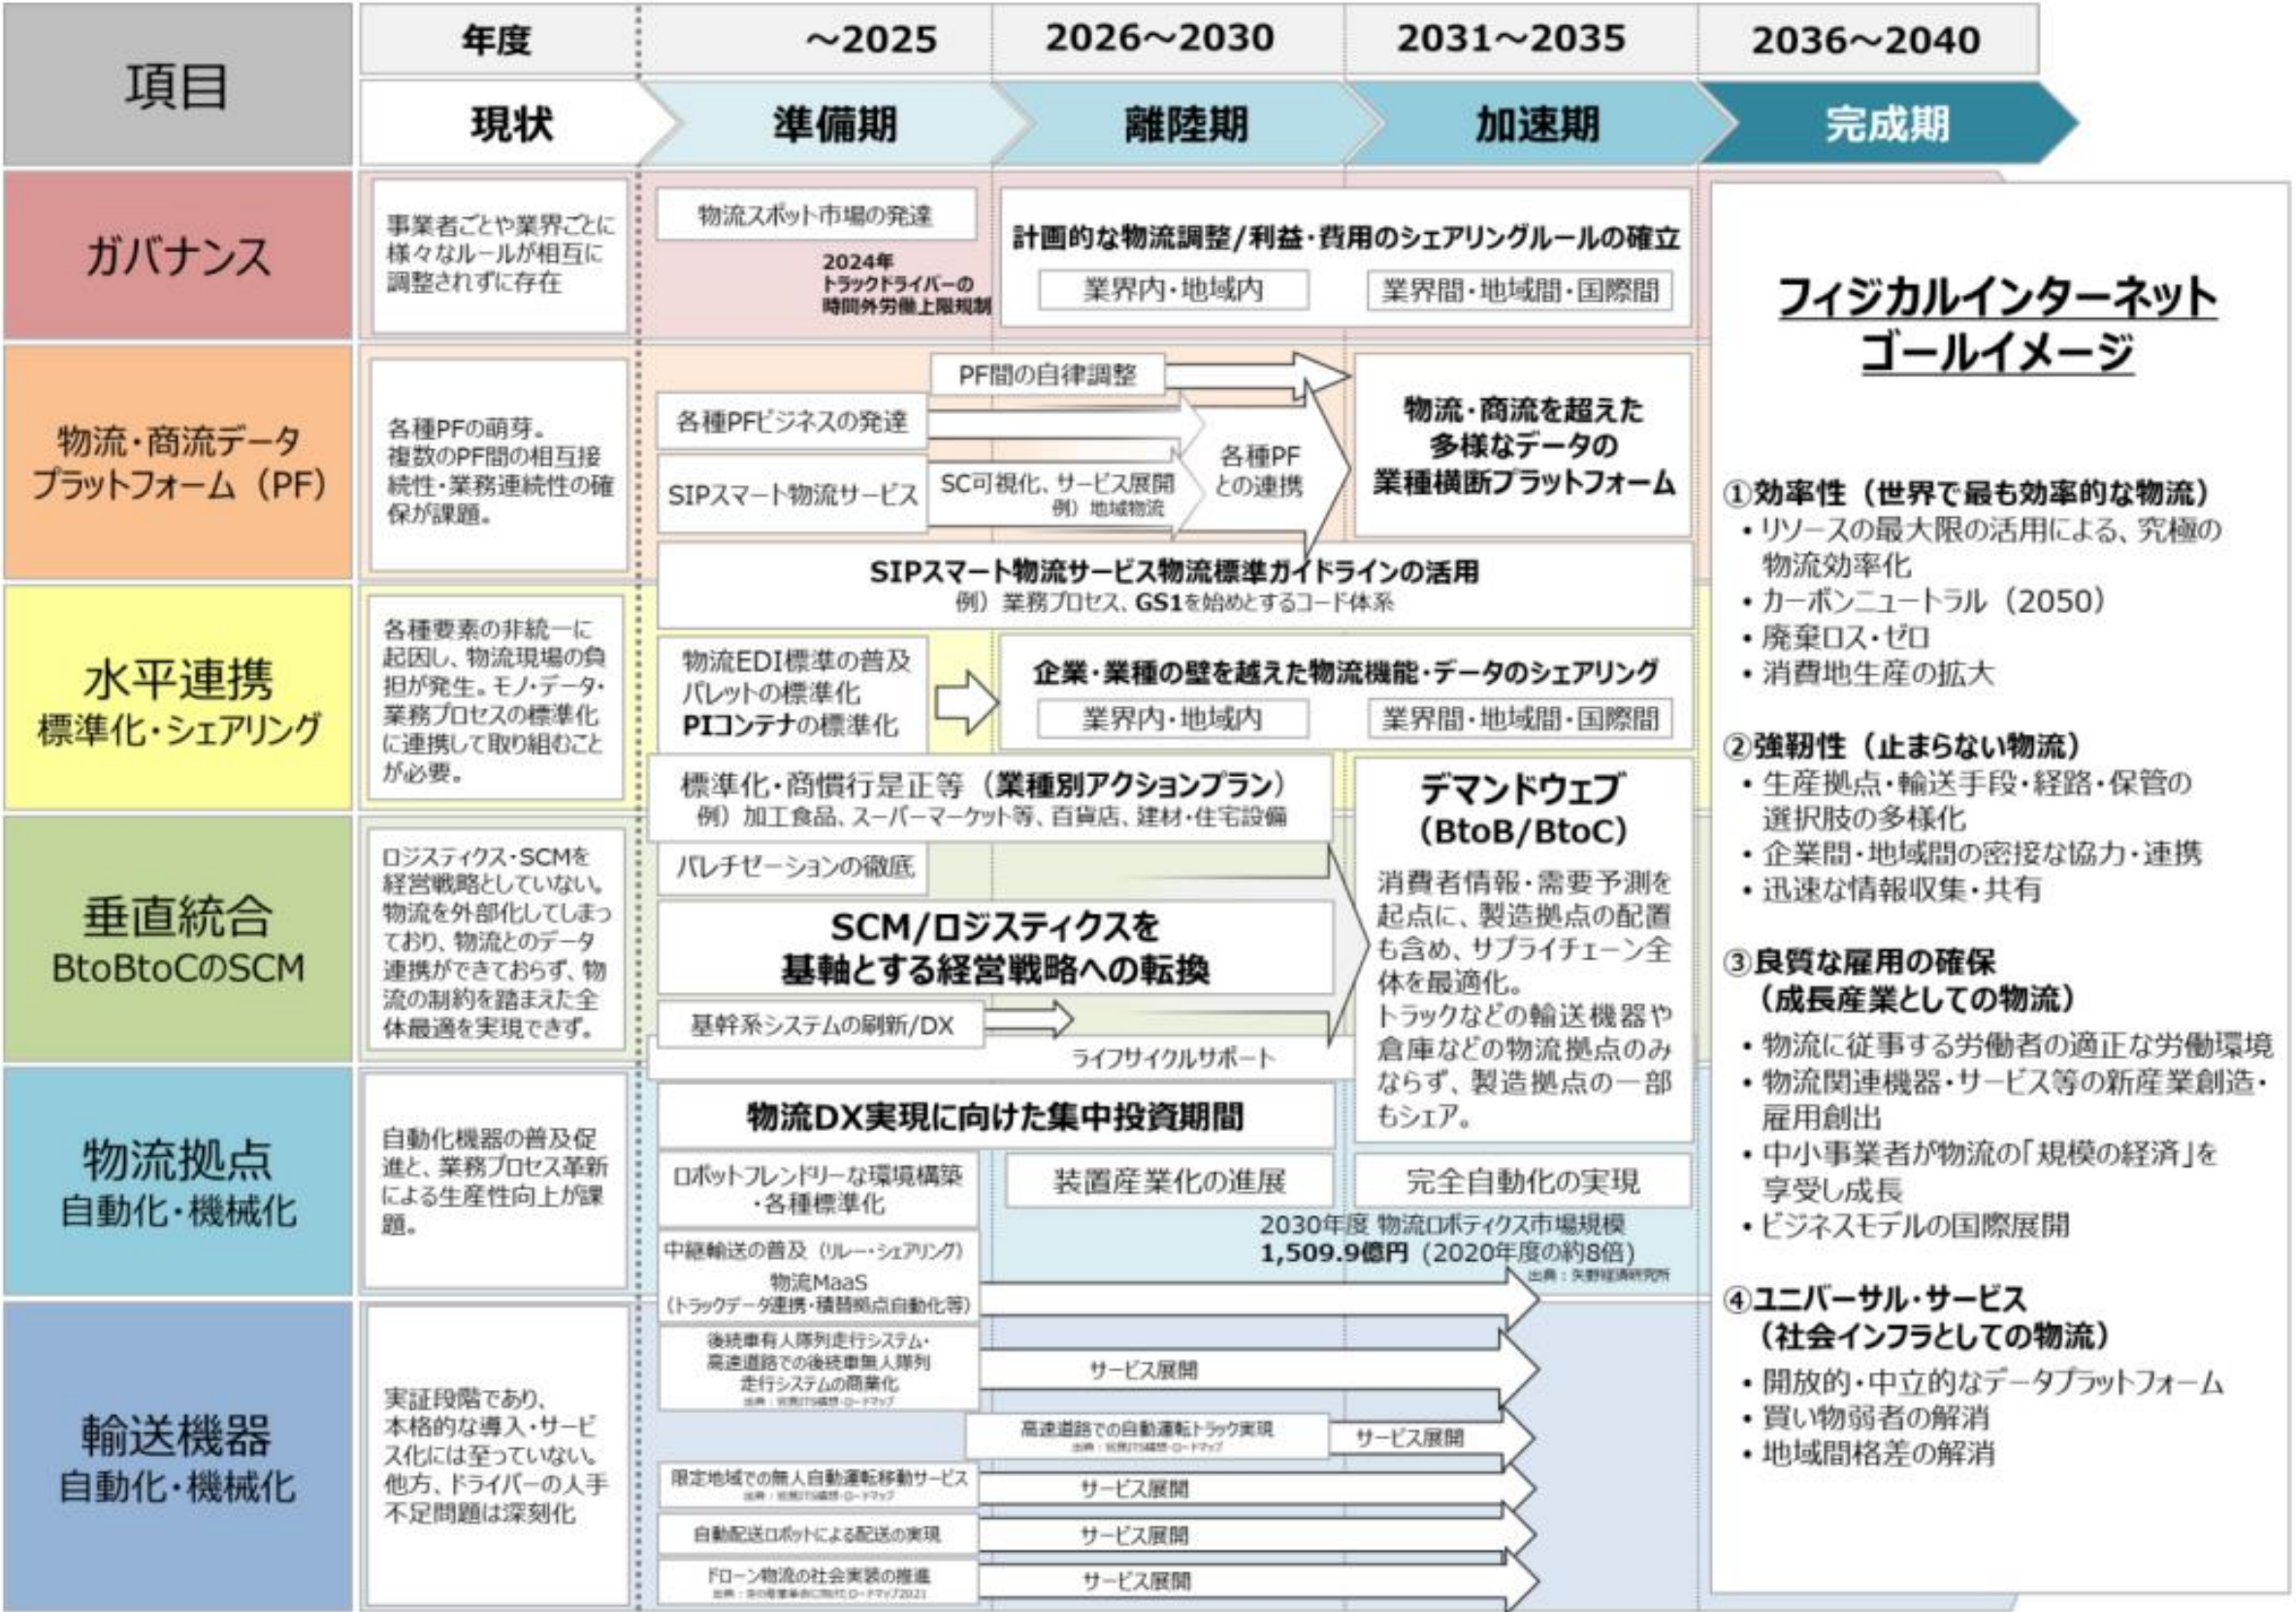 項目
年度
～2025
2026～2030
2031～2035
2036～2040
現状
準備期
離陸期
加速期
完成期
ガバナンス
事業者ごとや業界ごとに
様々なルールが相互に
調整されずに存在
物流スポット市場の発達
2024年
トラックドライバーの
時間外労働上限規制
計画的な物流調整/利益・費用のシェアリングルールの確立
業界内・地域内
業界間・地域間・国際間
物流・商流データ
プラットフォーム（PF）
各種PFの萌芽。
複数のPF間の相互接
続性・業務連続性の確
保が課題。
PF間の自律調整
各種PFビジネスの発達
SIPスマート物流サービス
SC可視化、サービス展開
例）地域物流
各種PF
との連携
物流・商流を超えた
多様なデータの
業種横断プラットフォーム
SIPスマート物流サービス物流標準ガイドラインの活用
例）業務プロセス、GS1を始めとするコード体系
水平連携
標準化・シェアリング
各種要素の非統一に
起因し、物流現場の負
担が発生。モノ・データ・
業務プロセスの標準化
に連携して取り組むこと
が必要。
物流EDI標準の普及
パレットの標準化
PIコンテナの標準化
企業・業種の壁を越えた物流機能・データのシェアリング
業界内・地域内
業界間・地域間・国際間
標準化・商慣行是正等（業種別アクションプラン）
例）加工食品、スーパーマーケット等、百貨店、建材・住宅設備
垂直統合
BtoBtoCのSCM
ロジスティクス・SCMを
経営戦略としていない。
物流を外部化してしまっ
ており、物流とのデータ
連携ができておらず、物
流の制約を踏まえた全
体最適を実現できず。
パレチゼーションの徹底
SCM/ロジスティクスを
基軸とする経営戦略への転換
基幹系システムの刷新/DX
ライフサイクルサポート
デマンドウェブ
（BtoB/BtoC）
消費者情報・需要予測を
起点に、製造拠点の配置
も含め、サプライチェーン全
体を最適化。
トラックなどの輸送機器や
倉庫などの物流拠点のみ
ならず、製造拠点の一部
もシェア。
物流拠点
自動化・機械化
自動化機器の普及促
進と、業務プロセス革新
による生産性向上が課
題。
物流DX実現に向けた集中投資期間
ロボットフレンドリーな環境構築
・各種標準化
装置産業化の進展
完全自動化の実現
2030年度 物流ロボティクス市場規模
1,509.9億円（2020年度の約8倍）
出典：矢野経済研究所
中継輸送の普及（リレー・シェアリング）
物流MaaS
（トラックデータ連携・積替拠点自動化等）
輸送機器
自動化・機械化
実証段階であり、
本格的な導入・サービ
ス化には至っていない。
他方、ドライバーの人手
不足問題は深刻化
後続車有人隊列走行システム・
高速道路での後続車無人隊列
走行システムの商業化
出典：官民ITS構想・ロードマップ
サービス展開
高速道路での自動運転トラック実現
出典：官民ITS構想・ロードマップ
サービス展開
限定地域での無人自動運転移動サービス
出典：官民ITS構想・ロードマップ
サービス展開
自動配送ロボットによる配送の実現
サービス展開
ドローン物流の社会実装の推進
サービス展開
フィジカルインターネット
ゴールイメージ
①効率性（世界で最も効率的な物流）
・リソースの最大限の活用による、究極の
物流効率化
・カーボンニュートラル（2050）
・廃棄ロス・ゼロ
・消費地生産の拡大
②強靭性（止まらない物流）
・生産拠点・輸送手段・経路・保管の
選択肢の多様化
・企業間・地域間の密接な協力・連携
・迅速な情報収集・共有
③良質な雇用の確保
（成長産業としての物流）
・物流に従事する労働者の適正な労働環境
・物流関連機器・サービス等の新産業創造・
雇用創出
・中小事業者が物流の「規模の経済」を
享受し成長
・ビジネスモデルの国際展開
④ユニバーサル・サービス
（社会インフラとしての物流）
・開放的・中立的なデータプラットフォーム
・買い物弱者の解消
・地域間格差の解消